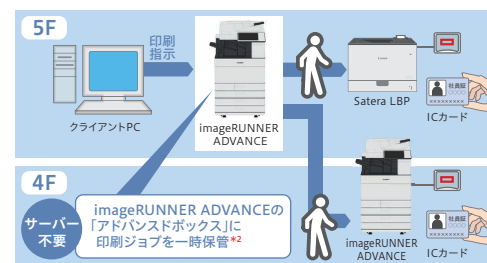 5F
印刷
指示
クライアントPC
imageRUNNER
ADVANCE
Canon
Satera LBP
社員証
ICカード
4F
サーバー
不要
imageRUNNER ADVANCEの
「アドバンスドボックス」に
印刷ジョブを一時保管*2
imageRUNNER
ADVANCE
社員証
ICカード